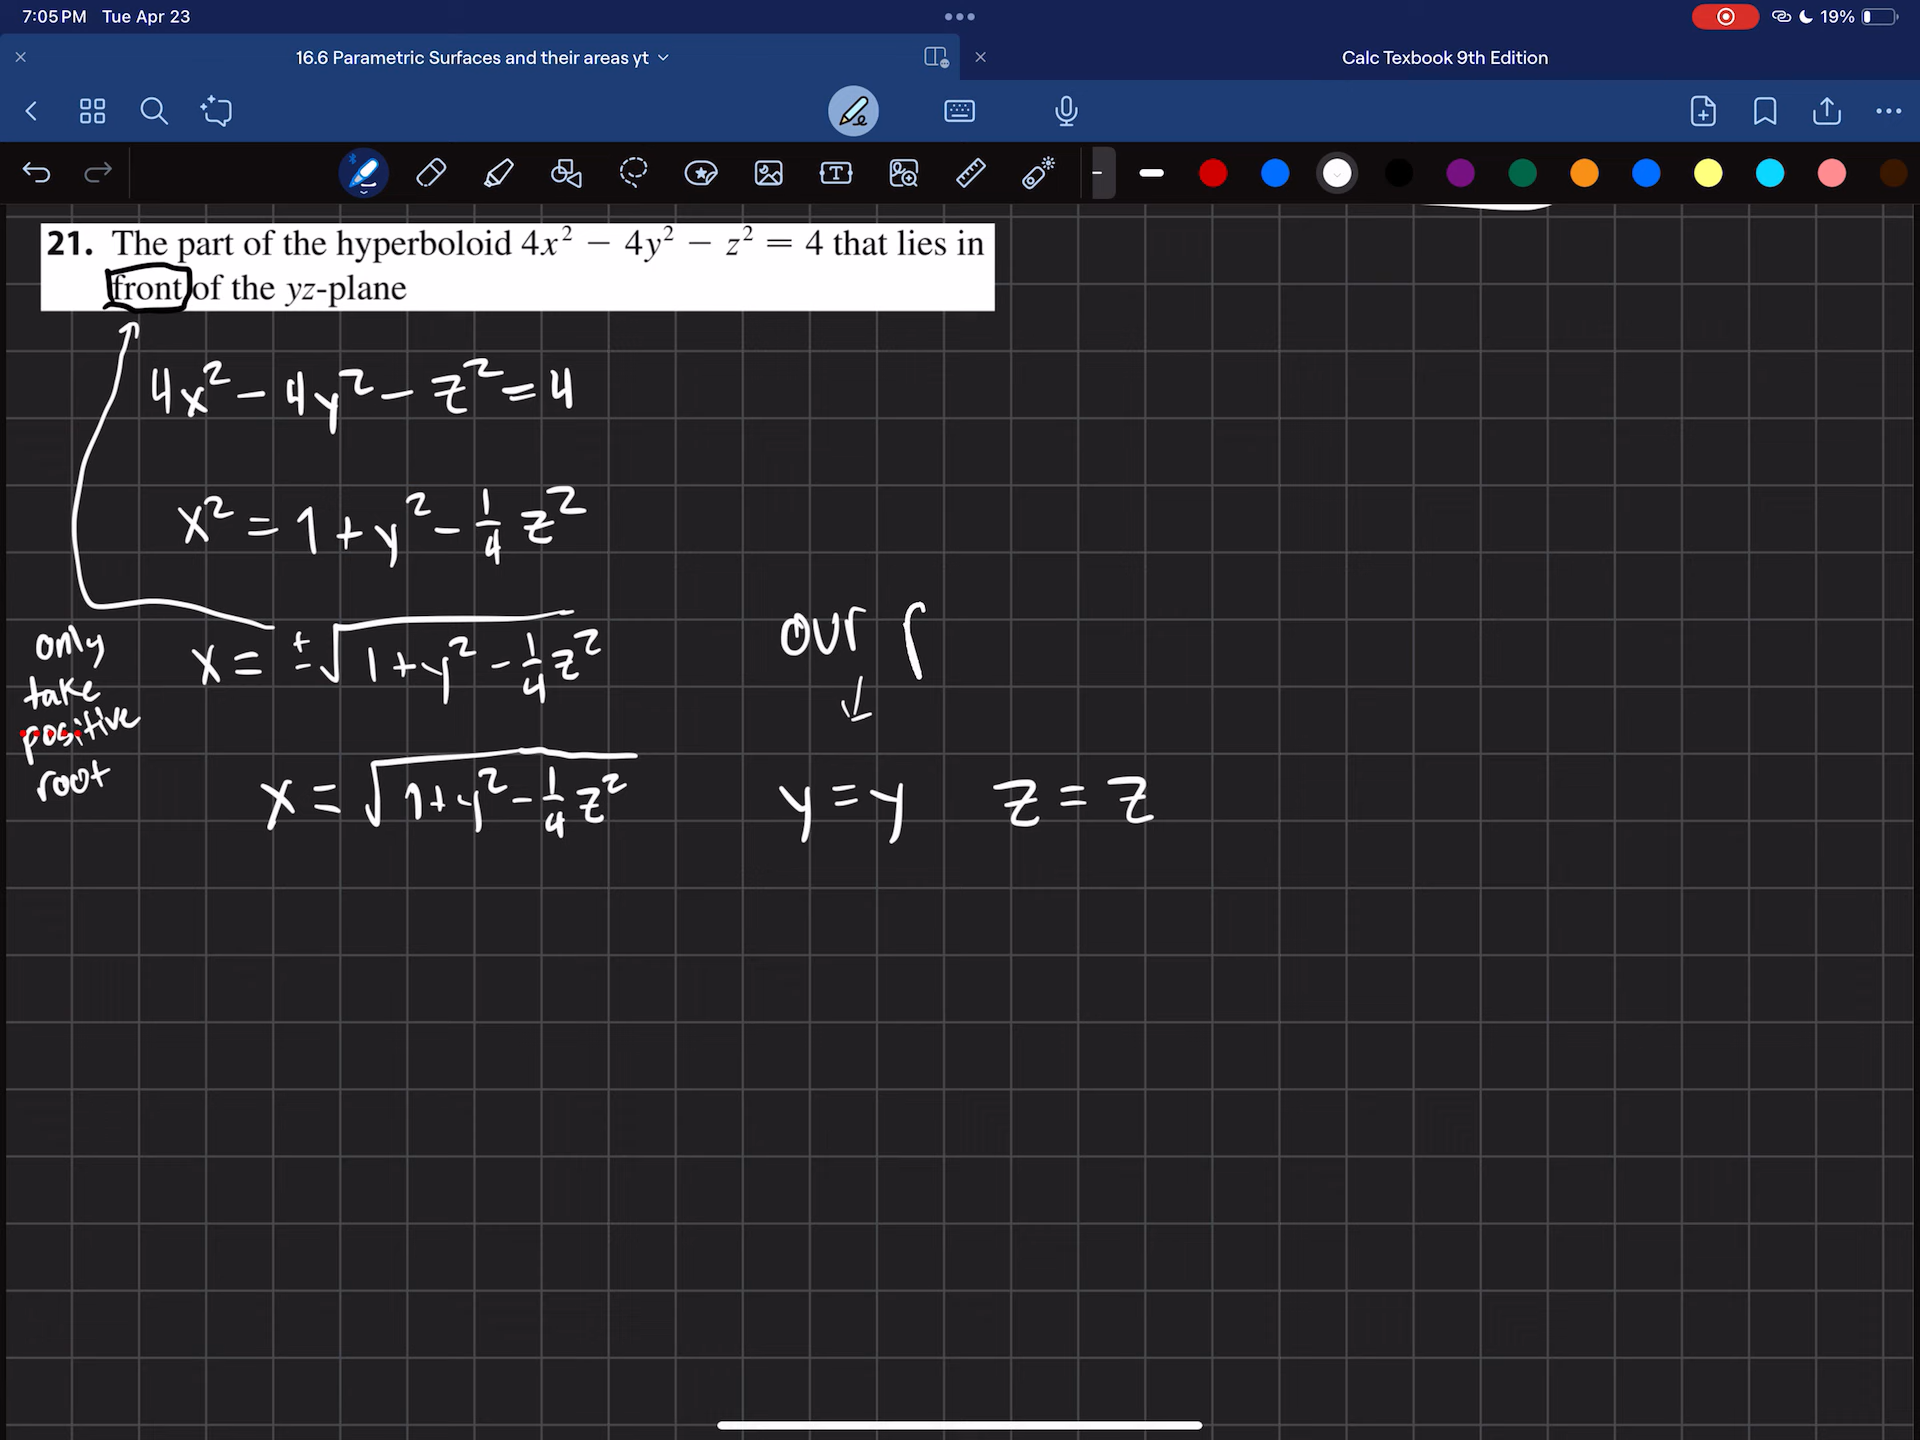 7:05 PM Tue Apr 23
19%
16.6 Parametric Surfaces and their areas yt
Calc Texbook 9th Edition
21. The part of the hyperboloid 4x² − 4y² − z² = 4 that lies in
front of the yz-plane
4x² − 4y² − z² = 4
x² = 1 + y² − 1/4 z²
x = ±√(1 + y² − 1/4 z²)
only
take
positive
root
our
x = √(1 + y² − 1/4 z²)
y = y
z = z